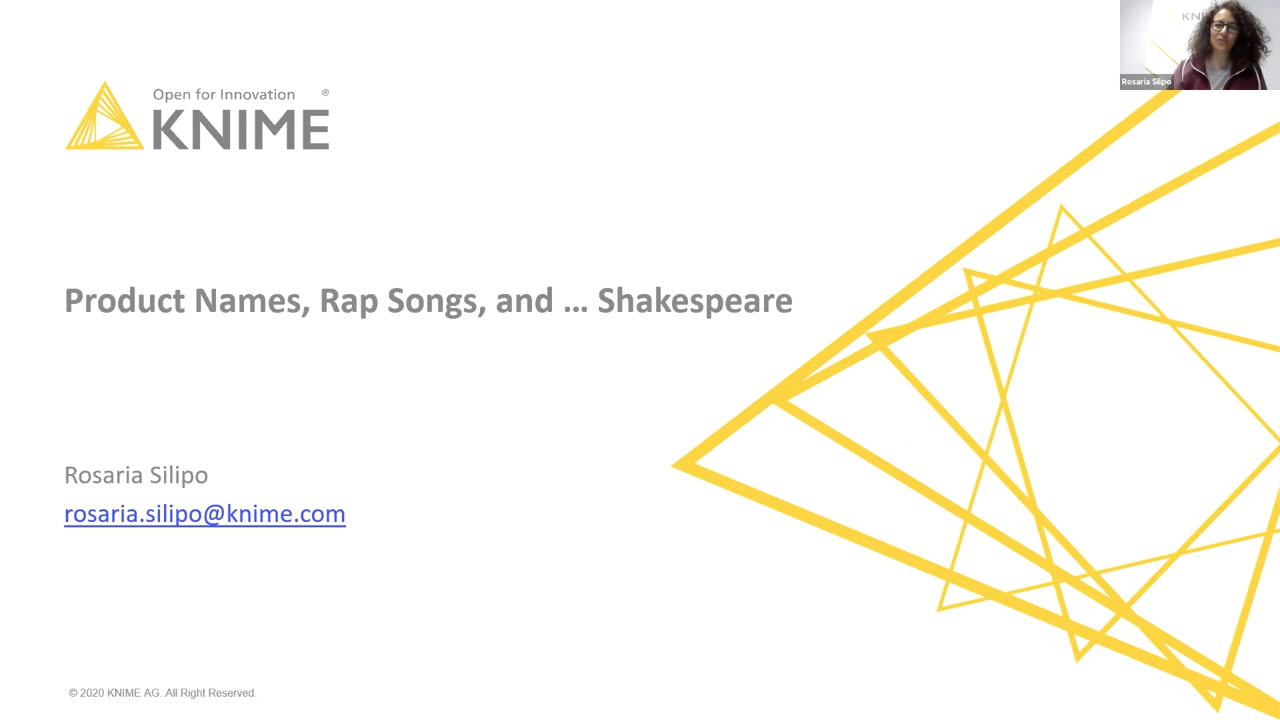 Open for Innovation ®
KNIME
KNI
Rosaria Silipo
Product Names, Rap Songs, and … Shakespeare
Rosaria Silipo
rosaria.silipo@knime.com
© 2020 KNIME AG. All Right Reserved.